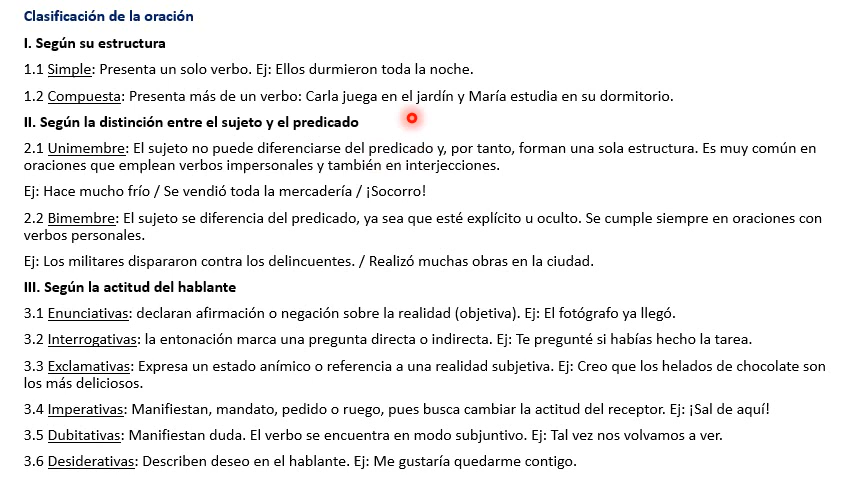 Clasificación de la oración
I. Según su estructura
1.1 Simple: Presenta un solo verbo. Ej: Ellos durmieron toda la noche.
1.2 Compuesta: Presenta más de un verbo: Carla juega en el jardín y María estudia en su dormitorio.
II. Según la distinción entre el sujeto y el predicado
2.1 Unimembre: El sujeto no puede diferenciarse del predicado y, por tanto, forman una sola estructura. Es muy común en
oraciones que emplean verbos impersonales y también en interjecciones.
Ej: Hace mucho frío / Se vendió toda la mercadería / ¡Socorro!
2.2 Bimembre: El sujeto se diferencia del predicado, ya sea que esté explícito u oculto. Se cumple siempre en oraciones con
verbos personales.
Ej: Los militares dispararon contra los delincuentes. / Realizó muchas obras en la ciudad.
III. Según la actitud del hablante
3.1 Enunciativas: declaran afirmación o negación sobre la realidad (objetiva). Ej: El fotógrafo ya llegó.
3.2 Interrogativas: la entonación marca una pregunta directa o indirecta. Ej: Te pregunté si habías hecho la tarea.
3.3 Exclamativas: Expresa un estado anímico o referencia a una realidad subjetiva. Ej: Creo que los helados de chocolate son
los más deliciosos.
3.4 Imperativas: Manifiestan, mandato, pedido o ruego, pues busca cambiar la actitud del receptor. Ej: ¡Sal de aquí!
3.5 Dubitativas: Manifiestan duda. El verbo se encuentra en modo subjuntivo. Ej: Tal vez nos volvamos a ver.
3.6 Desiderativas: Describen deseo en el hablante. Ej: Me gustaría quedarme contigo.